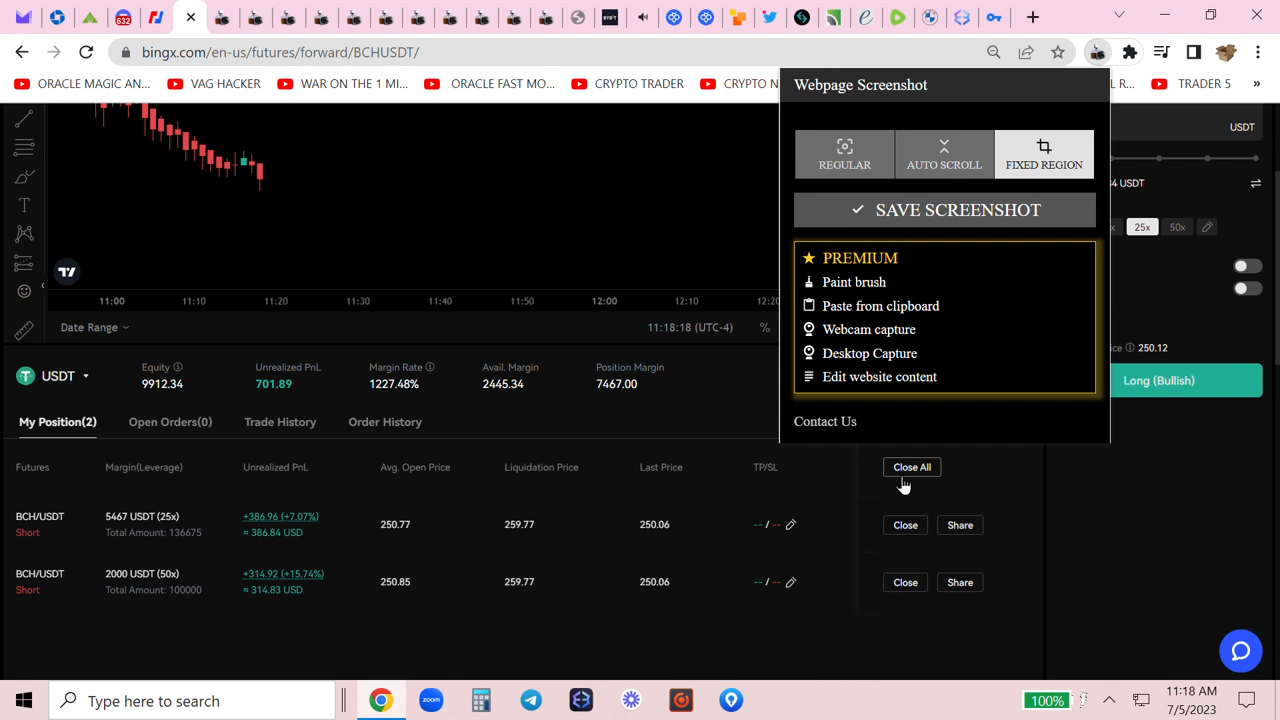 632
BYBIT
bingx.com/en-us/futures/forward/BCHUSDT/
ORACLE MAGIC AN...
VAG HACKER
WAR ON THE 1 MI...
ORACLE FAST MO...
CRYPTO TRADER
CRYPTO N
L R...
TRADER 5
»
Webpage Screenshot
REGULAR
AUTO SCROLL
FIXED REGION
SAVE SCREENSHOT
PREMIUM
Paint brush
Paste from clipboard
Webcam capture
Desktop Capture
Edit website content
Contact Us
USDT
4 USDT
x
25x
50x
ce 250.12
Long (Bullish)
T
11:00
11:10
11:20
11:30
11:40
11:50
12:00
12:10
12:20
Date Range
11:18:18 (UTC-4)
%
USDT
Equity
9912.34
Unrealized PnL
701.89
Margin Rate
1227.48%
Avail. Margin
2445.34
Position Margin
7467.00
My Position(2)
Open Orders(0)
Trade History
Order History
Futures
Margin(Leverage)
Unrealized PnL
Avg. Open Price
Liquidation Price
Last Price
TP/SL
Close All
BCH/USDT
Short
5467 USDT (25x)
Total Amount: 136675
+386.96 (+7.07%)
≈ 386.84 USD
250.77
259.77
250.06
-- / --
Close
Share
BCH/USDT
Short
2000 USDT (50x)
Total Amount: 100000
+314.92 (+15.74%)
≈ 314.83 USD
250.85
259.77
250.06
-- / --
Close
Share
Type here to search
zoom
100%
11:18 AM
7/5/2023